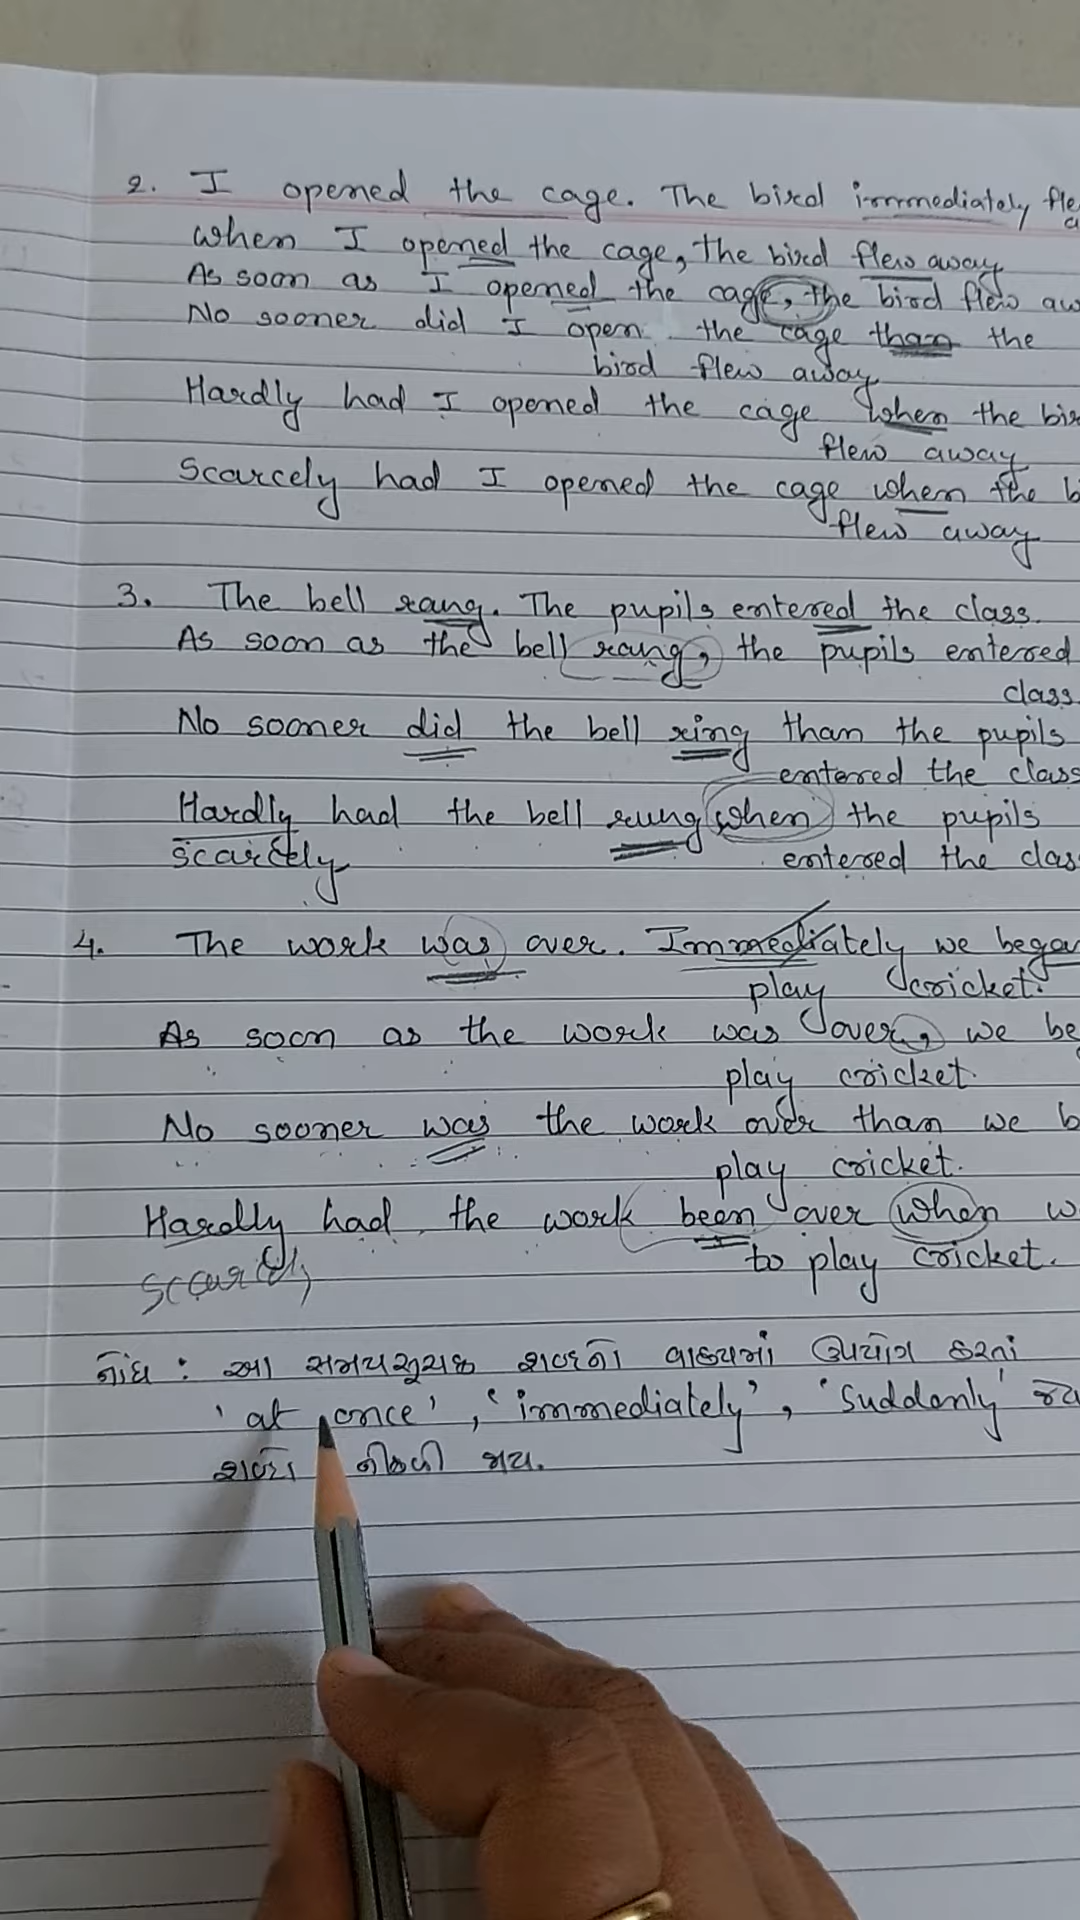 2. I opened the cage. The bird immediately fle
when I opened the cage, the bird flew away
As soon as I opened the cage, the bird flew aw
No sooner did I open the cage than the
bird flew away
Hardly had I opened the cage when the bir
flew away
Scarcely had I opened the cage when the b
flew away
3. The bell rang. The pupils entered the class.
As soon as the bell rang, the pupils entered
class
No sooner did the bell ring than the pupils
entered the class
Hardly had the bell rung when the pupils
scarcely entered the clas
4. The work was over. Immediately we began
play cricket.
As soon as the work was over, we be
play cricket.
No sooner was the work over than we b
play cricket.
Hardly had the work been over when w
scarcely to play cricket.
નોંધ : આ સમયસૂચક શબ્દનો વાક્યમાં ઉપયોગ કરતાં
'at once', 'immediately', 'suddenly'
શબ્દો નીકળી જાય.